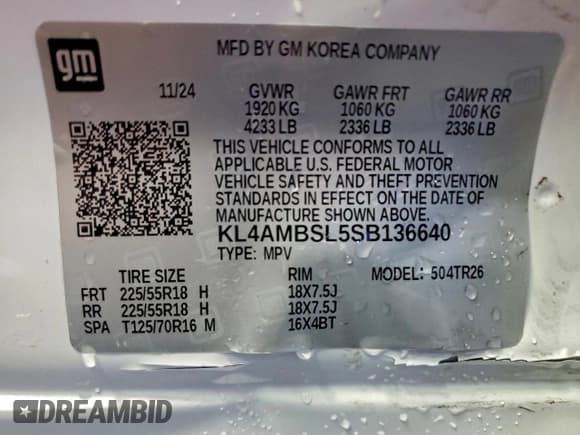 gm
MFD BY GM KOREA COMPANY
11/24 GVWR GAWR FRT GAWR RR
1920 KG 1060 KG 1060 KG
4233 LB 2336 LB 2336 LB
THIS VEHICLE CONFORMS TO ALL
APPLICABLE U.S. FEDERAL MOTOR
VEHICLE SAFETY AND THEFT PREVENTION
STANDARDS IN EFFECT ON THE DATE OF
MANUFACTURE SHOWN ABOVE.
KL4AMBSL5SB136640
TYPE: MPV MODEL: 504TR26
TIRE SIZE RIM
FRT 225/55R18 H 18X7.5J
RR 225/55R18 H 18X7.5J
SPA T125/70R16 M 16X4BT
DREAMBID